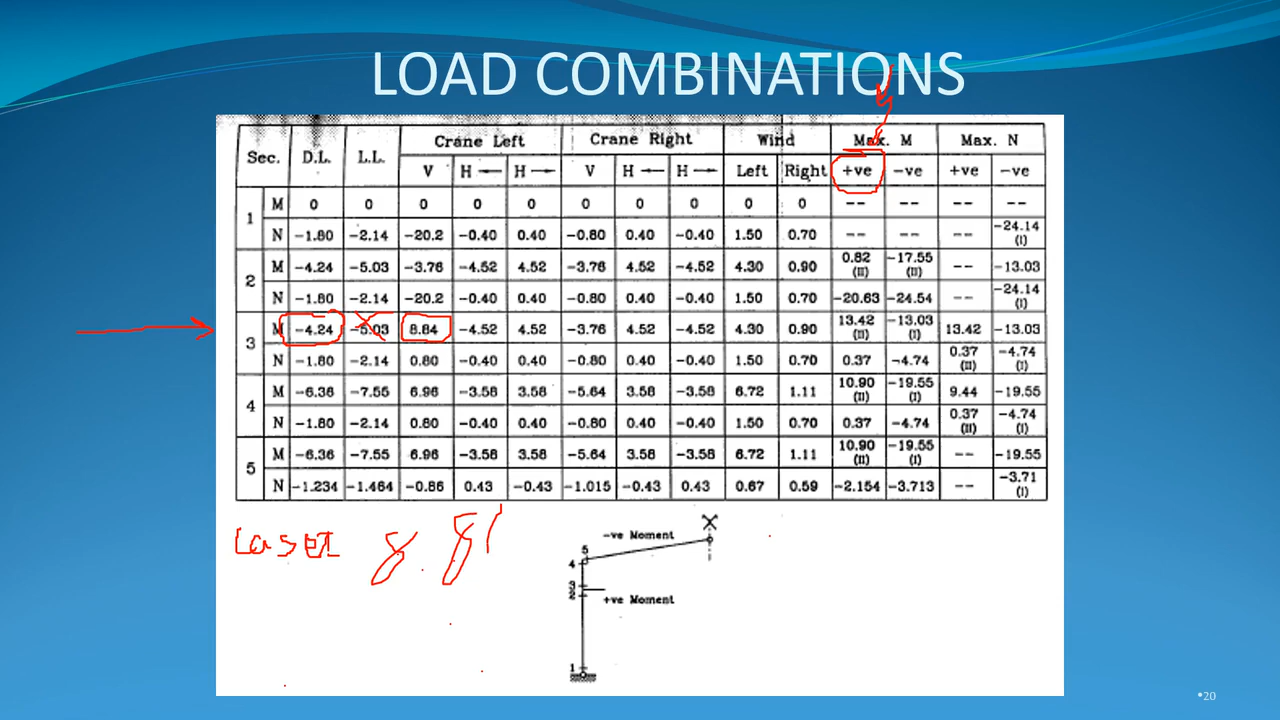 LOAD COMBINATIONS
Sec. D.L. L.L. Crane Left Crane Right Wind Max. M Max. N
V H ← H → V H ← H → Left Right +ve −ve +ve −ve
1 M 0 0 0 0 0 0 0 0 0 0 -- -- -- --
N −1.80 −2.14 −20.2 −0.40 0.40 −0.80 0.40 −0.40 1.50 0.70 -- -- -- −24.14 (I)
2 M −4.24 −5.03 −3.76 −4.52 4.52 −3.76 4.52 −4.52 4.30 0.90 0.82 (II) −17.55 (II) -- −13.03
N −1.80 −2.14 −20.2 −0.40 0.40 −0.80 0.40 −0.40 1.50 0.70 −20.63 −24.54 -- −24.14 (I)
3 M −4.24 −5.03 8.84 −4.52 4.52 −3.76 4.52 −4.52 4.30 0.90 13.42 (II) −13.03 (I) 13.42 −13.03
N −1.80 −2.14 0.80 −0.40 0.40 −0.80 0.40 −0.40 1.50 0.70 0.37 −4.74 0.37 (II) −4.74 (I)
4 M −6.36 −7.55 6.96 −3.58 3.58 −5.64 3.58 −3.58 6.72 1.11 10.90 (II) −19.55 (I) 9.44 −19.55
N −1.80 −2.14 0.80 −0.40 0.40 −0.80 0.40 −0.40 1.50 0.70 0.37 −4.74 0.37 (II) −4.74 (I)
5 M −6.36 −7.55 6.96 −3.58 3.58 −5.64 3.58 −3.58 6.72 1.11 10.90 (II) −19.55 (I) -- −19.55
N −1.234 −1.464 −0.86 0.43 −0.43 −1.015 −0.43 0.43 0.67 0.59 −2.154 −3.713 -- −3.71 (I)
−ve Moment
5
4
3
2
+ve Moment
1
•20